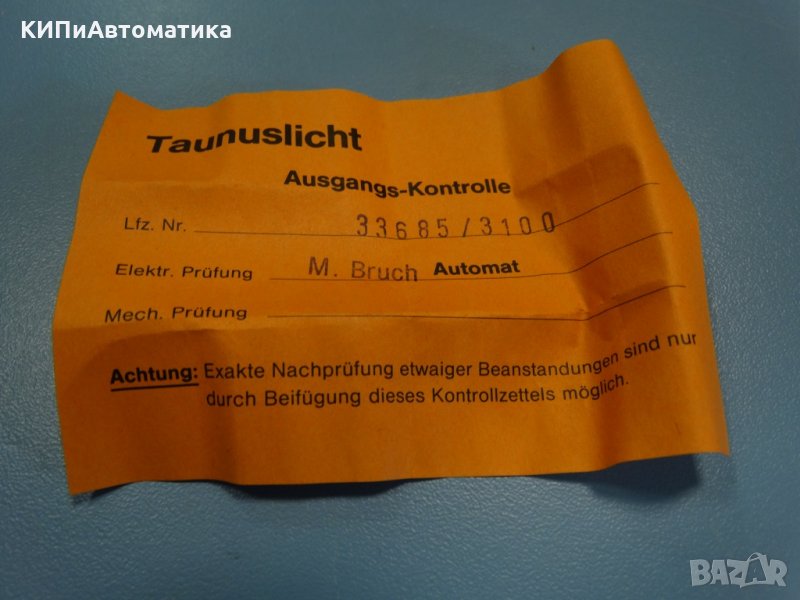 КИПиАвтоматика
Taunuslicht
Ausgangs-Kontrolle
Lfz. Nr. 33685/3100
Elektr. Prüfung M. Bruch Automat
Mech. Prüfung
Achtung: Exakte Nachprüfung etwaiger Beanstandungen sind nur
durch Beifügung dieses Kontrollzettels möglich.
BAZAR